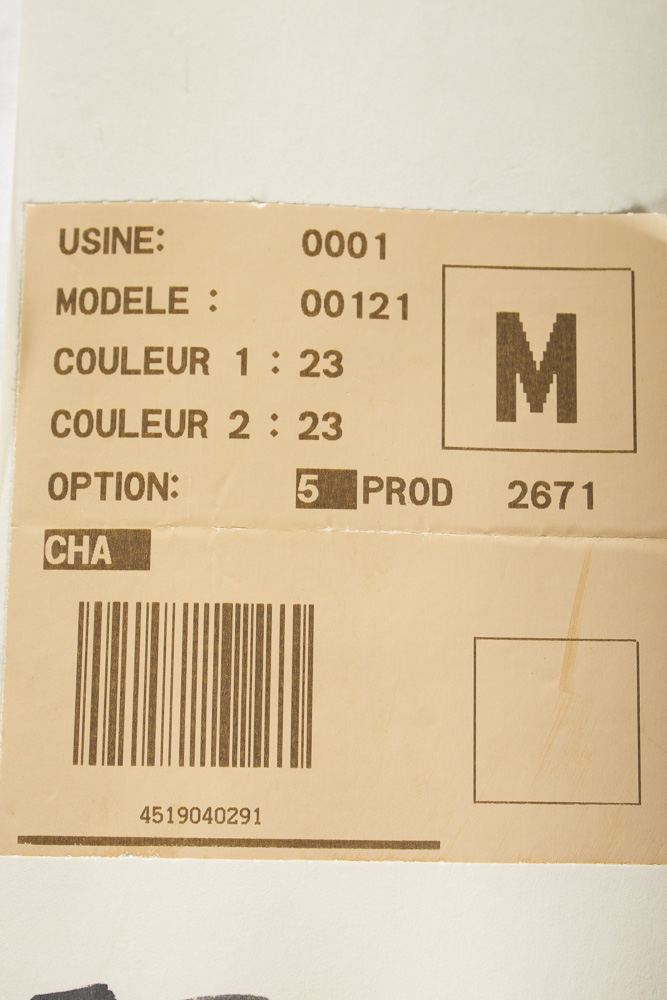 USINE: 0001
MODELE : 00121
COULEUR 1 : 23
COULEUR 2 : 23
M
OPTION: 5 PROD 2671
CHA
4519040291